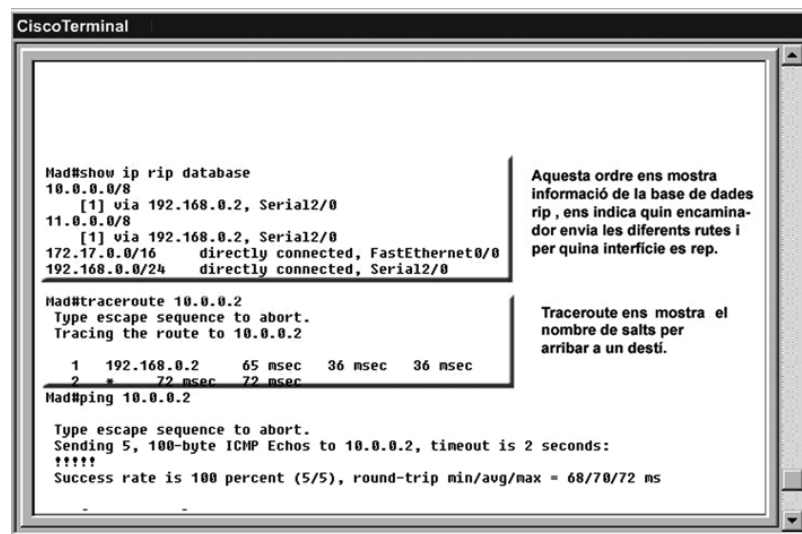 CiscoTerminal
Mad#show ip rip database
10.0.0.0/8
[1] via 192.168.0.2, Serial2/0
11.0.0.0/8
[1] via 192.168.0.2, Serial2/0
172.17.0.0/16 directly connected, FastEthernet0/0
192.168.0.0/24 directly connected, Serial2/0
Aquesta ordre ens mostra
informació de la base de dades
rip , ens indica quin encamina-
dor envia les diferents rutes i
per quina interfície es rep.
Mad#traceroute 10.0.0.2
Type escape sequence to abort.
Tracing the route to 10.0.0.2
1 192.168.0.2 65 msec 36 msec 36 msec
2 * 72 msec 72 msec
Traceroute ens mostra el
nombre de salts per
arribar a un destí.
Mad#ping 10.0.0.2
Type escape sequence to abort.
Sending 5, 100-byte ICMP Echos to 10.0.0.2, timeout is 2 seconds:
!!!!!
Success rate is 100 percent (5/5), round-trip min/avg/max = 68/70/72 ms